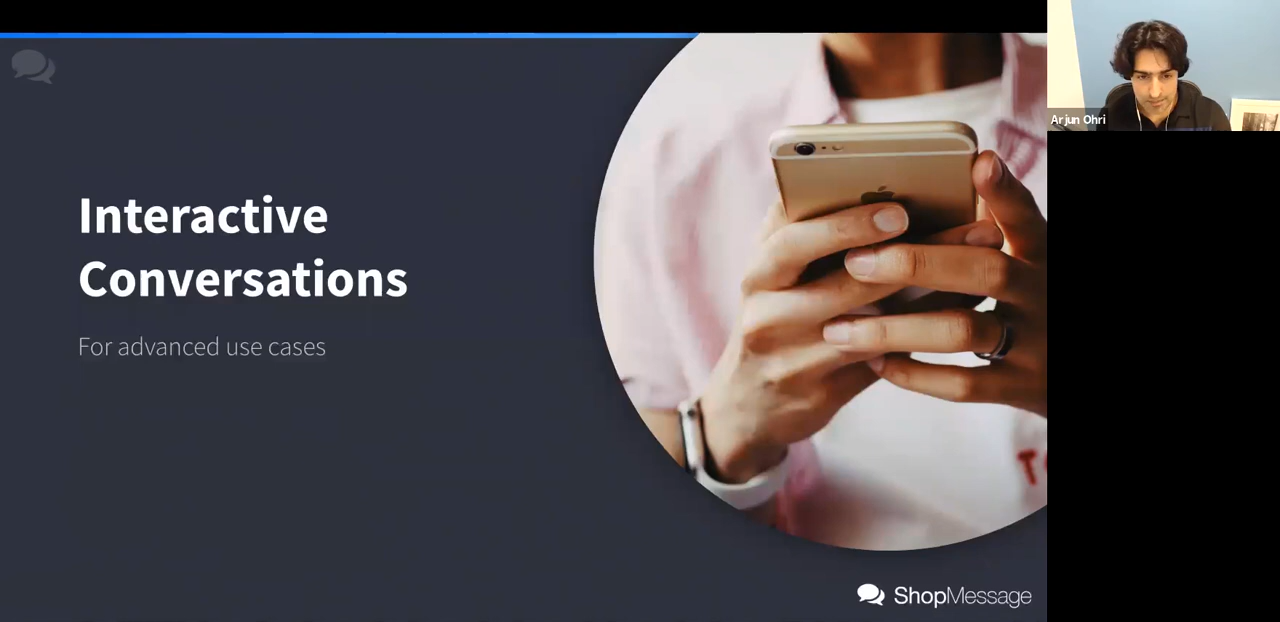 Interactive
Conversations
For advanced use cases
ShopMessage
Arjun Ohri